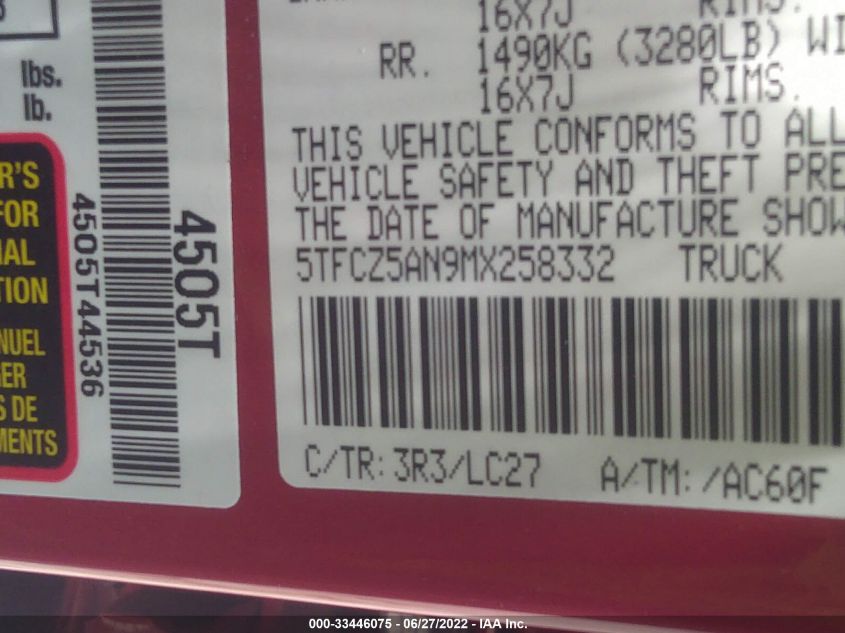 lbs.
lb.
R'S
FOR
IAL
TION
NUEL
S DE
MENTS
4505T44536
4505T
16X7J RIMS.
RR. 1490KG (3280LB) WI
16X7J RIMS.
THIS VEHICLE CONFORMS TO ALL
VEHICLE SAFETY AND THEFT PRE
THE DATE OF MANUFACTURE SHOW
5TFCZ5AN9MX258332 TRUCK
C/TR: 3R3/LC27 A/TM: /AC60F
000-33446075 - 06/27/2022 - IAA Inc.